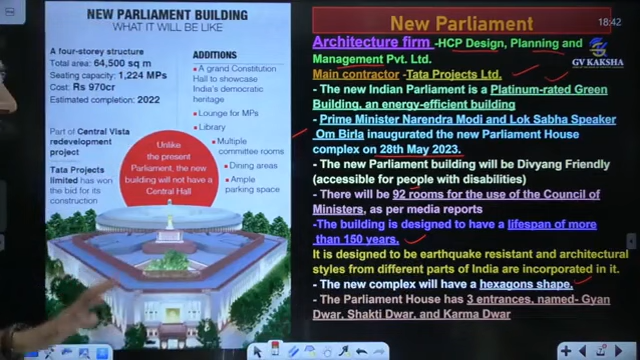 NEW PARLIAMENT BUILDING
WHAT IT WILL BE LIKE
A four-storey structure
Total area: 64,500 sq m
Seating capacity: 1,224 MPs
Cost: Rs 970cr
Estimated completion: 2022
Part of Central Vista
redevelopment
project
Tata Projects
limited has won
the bid for its
construction
ADDITIONS
• A grand Constitution
Hall to showcase
India's democratic
heritage
• Lounge for MPs
• Library
• Multiple
committee rooms
• Dining areas
• Ample
parking space
Unlike
the present
Parliament, the new
building will not have a
Central Hall
New Parliament
18:42
GV KAKSHA
Architecture firm -HCP Design, Planning and
Management Pvt. Ltd.
Main contractor -Tata Projects Ltd.
- The new Indian Parliament is a Platinum-rated Green
Building, an energy-efficient building
- Prime Minister Narendra Modi and Lok Sabha Speaker
Om Birla inaugurated the new Parliament House
complex on 28th May 2023.
- The new Parliament building will be Divyang Friendly
(accessible for people with disabilities)
- There will be 92 rooms for the use of the Council of
Ministers, as per media reports
-The building is designed to have a lifespan of more
than 150 years.
It is designed to be earthquake resistant and architectural
styles from different parts of India are incorporated in it.
- The new complex will have a hexagons shape.
- The Parliament House has 3 entrances, named- Gyan
Dwar, Shakti Dwar, and Karma Dwar